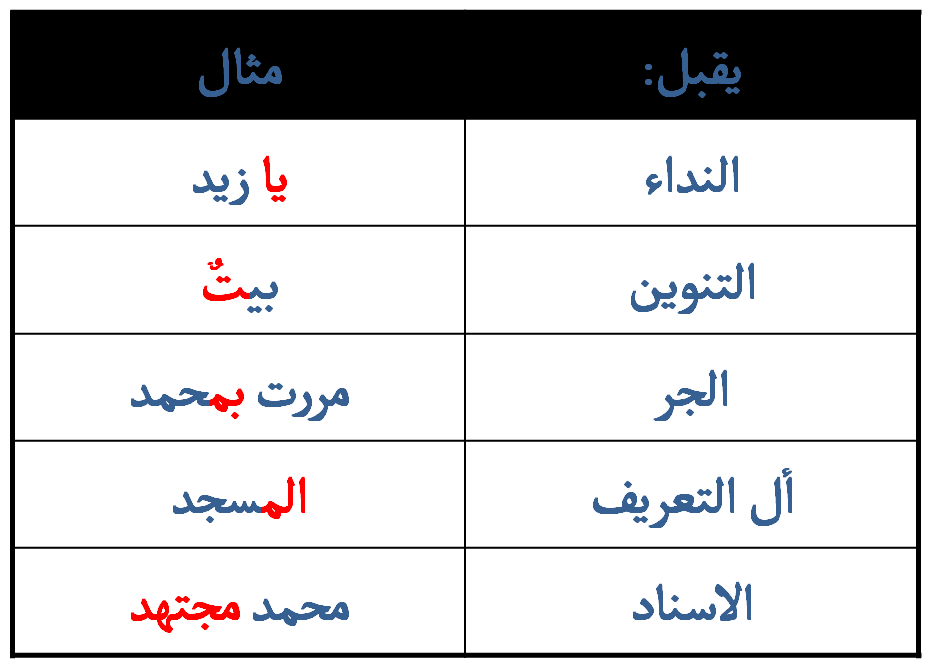 يقبل: مثال
النداء يا زيد
التنوين بيتٌ
الجر مررت بمحمد
أل التعريف المسجد
الاسناد محمد مجتهد